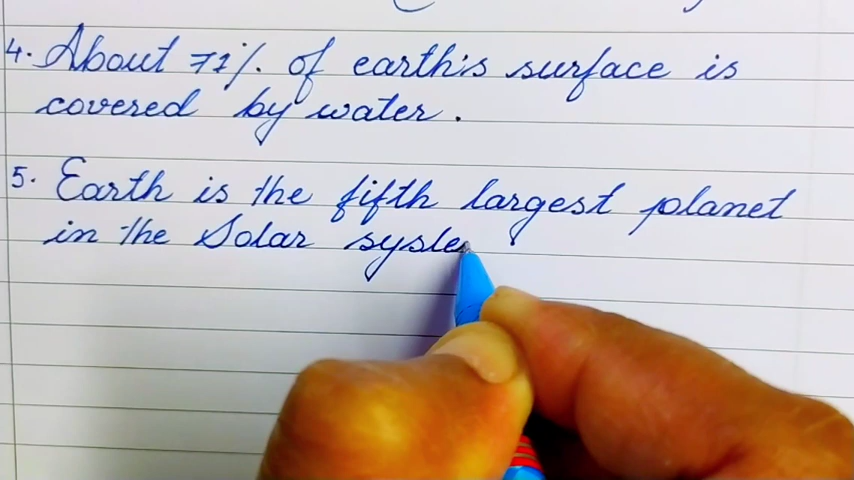 4. About 71% of earth's surface is
covered by water.
5. Earth is the fifth largest planet
in the Solar syste